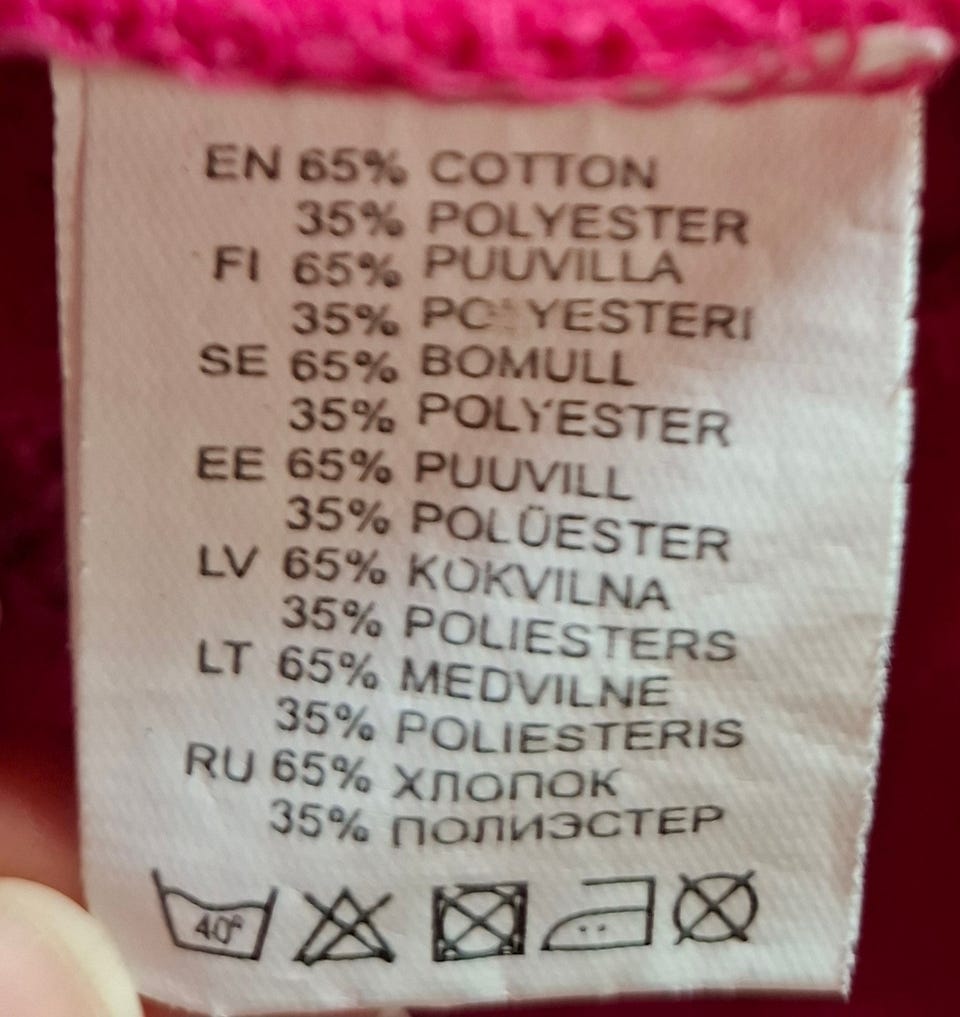 EN 65% COTTON
35% POLYESTER
FI 65% PUUVILLA
35% POLYESTERI
SE 65% BOMULL
35% POLYESTER
EE 65% PUUVILL
35% POLÜESTER
LV 65% KOKVILNA
35% POLIESTERS
LT 65% MEDVILNE
35% POLIESTERIS
RU 65% ХЛОПОК
35% ПОЛИЭСТЕР
40°